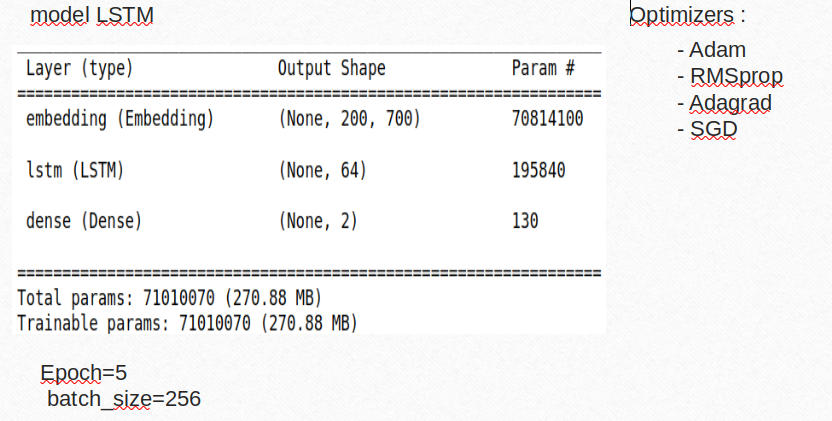 model LSTM
Layer (type) Output Shape Param #
embedding (Embedding) (None, 200, 700) 70814100
lstm (LSTM) (None, 64) 195840
dense (Dense) (None, 2) 130
Total params: 71010070 (270.88 MB)
Trainable params: 71010070 (270.88 MB)
Epoch=5
batch_size=256
Optimizers :
- Adam
- RMSprop
- Adagrad
- SGD